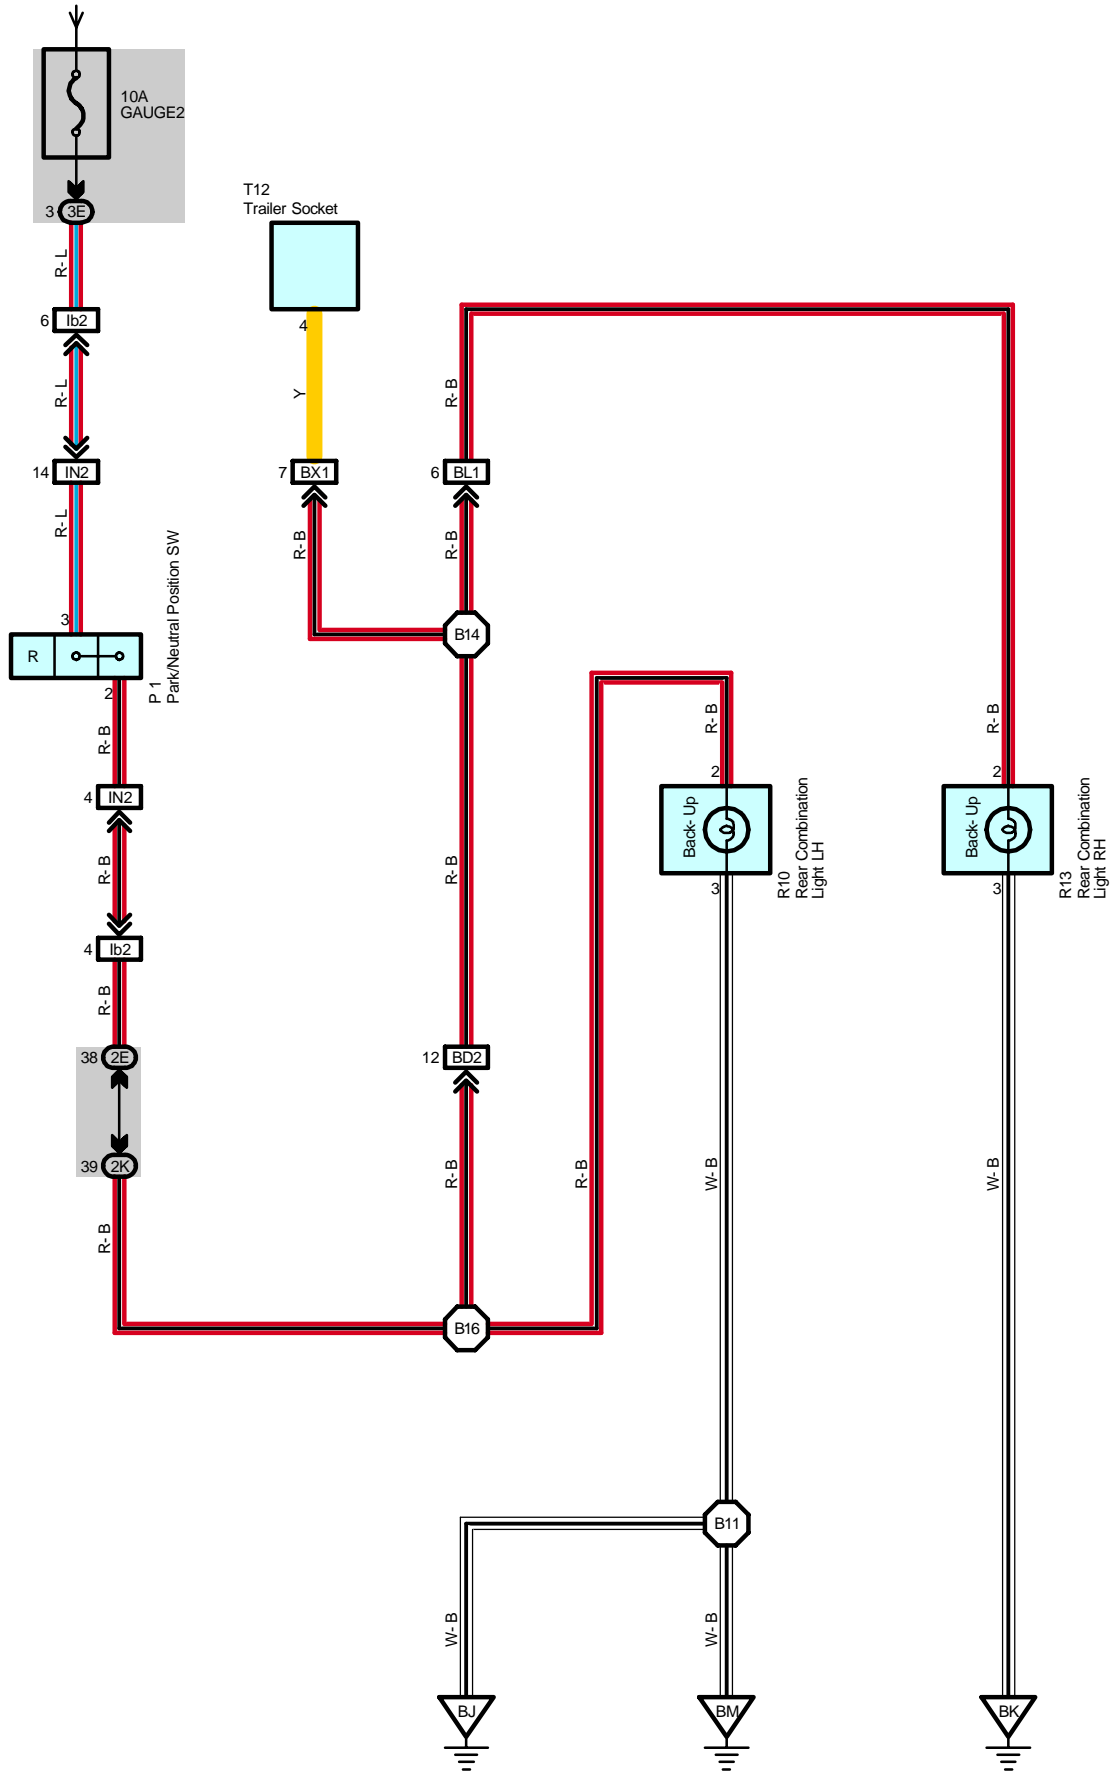 10A
GAUGE2
3
3E
T12
Trailer Socket
R- L
6
Ib2
4
R- L
Y
R- B
14
IN2
7
BX1
6
BL1
R- L
R- B
R- B
3
P 1
Park/Neutral Position SW
R
B14
2
R- B
R- B
R- B
4
IN2
2
2
Back- Up
Back- Up
R10
Rear Combination
Light LH
R13
Rear Combination
Light RH
R- B
R- B
3
3
4
Ib2
R- B
38
2E
12
BD2
39
2K
R- B
R- B
W- B
W- B
R- B
B16
B11
W- B
W- B
BJ
BM
BK